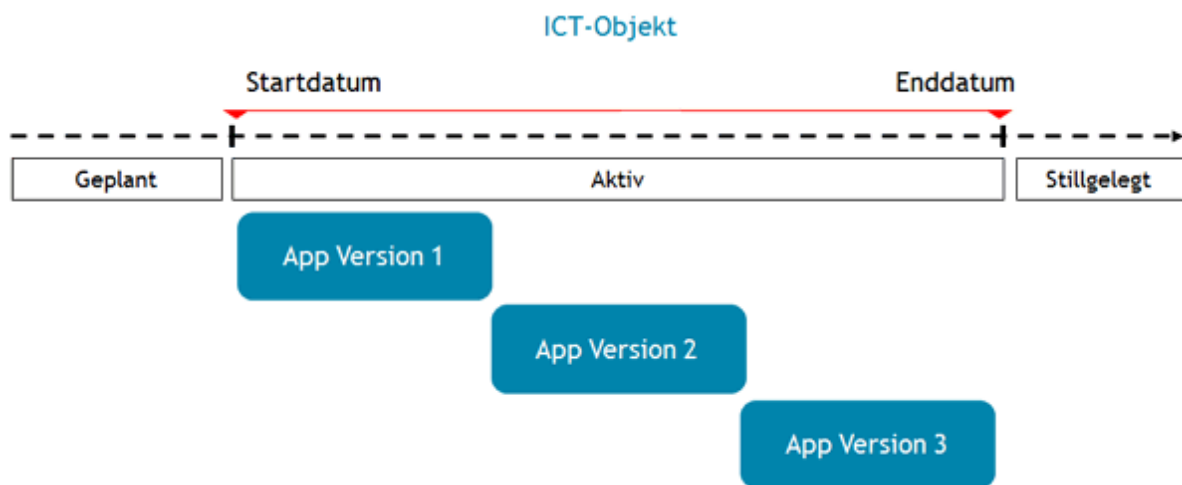 ICT-Objekt
Startdatum Enddatum
Geplant Aktiv Stillgelegt
App Version 1
App Version 2
App Version 3